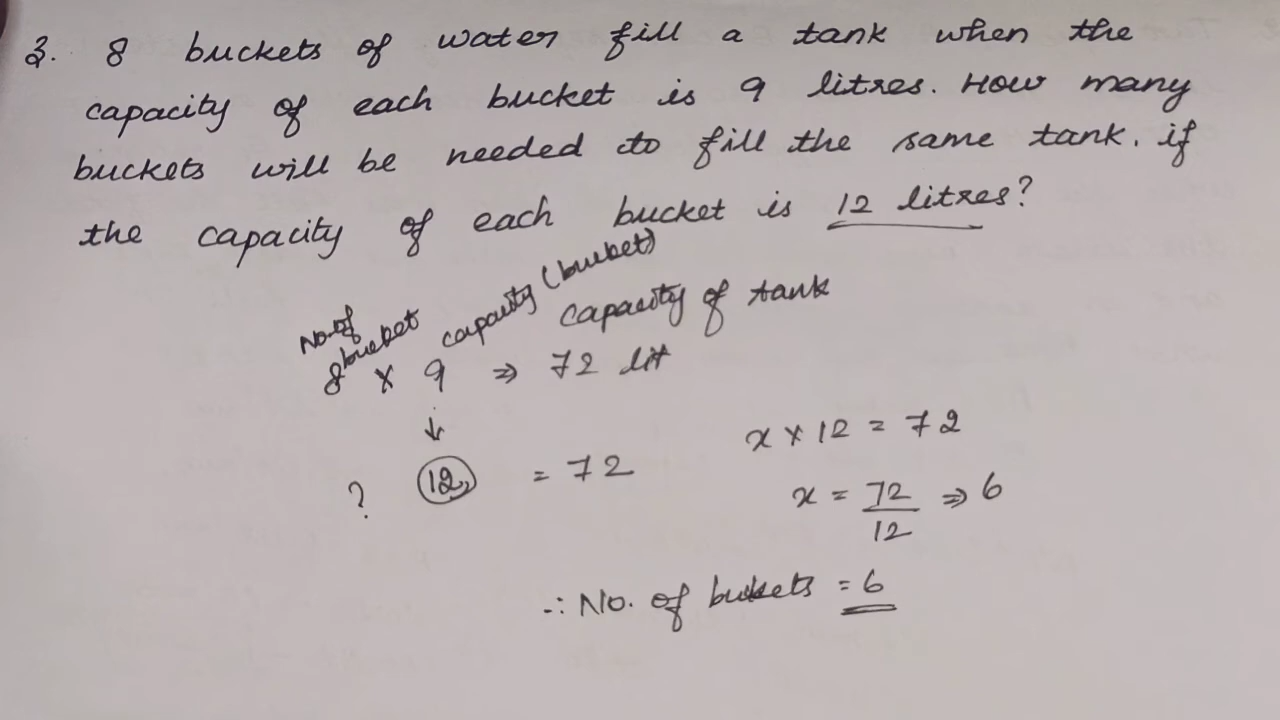 3. 8 buckets of water fill a tank when the
capacity of each bucket is 9 litres. How many
buckets will be needed to fill the same tank. if
the capacity of each bucket is 12 litres?
No. of bucket capacity (bucket) capacity of tank
8 × 9 ⇒ 72 lit
↓
? 12 = 72
x × 12 = 72
x = 72/12 ⇒ 6
∴ No. of buckets = 6